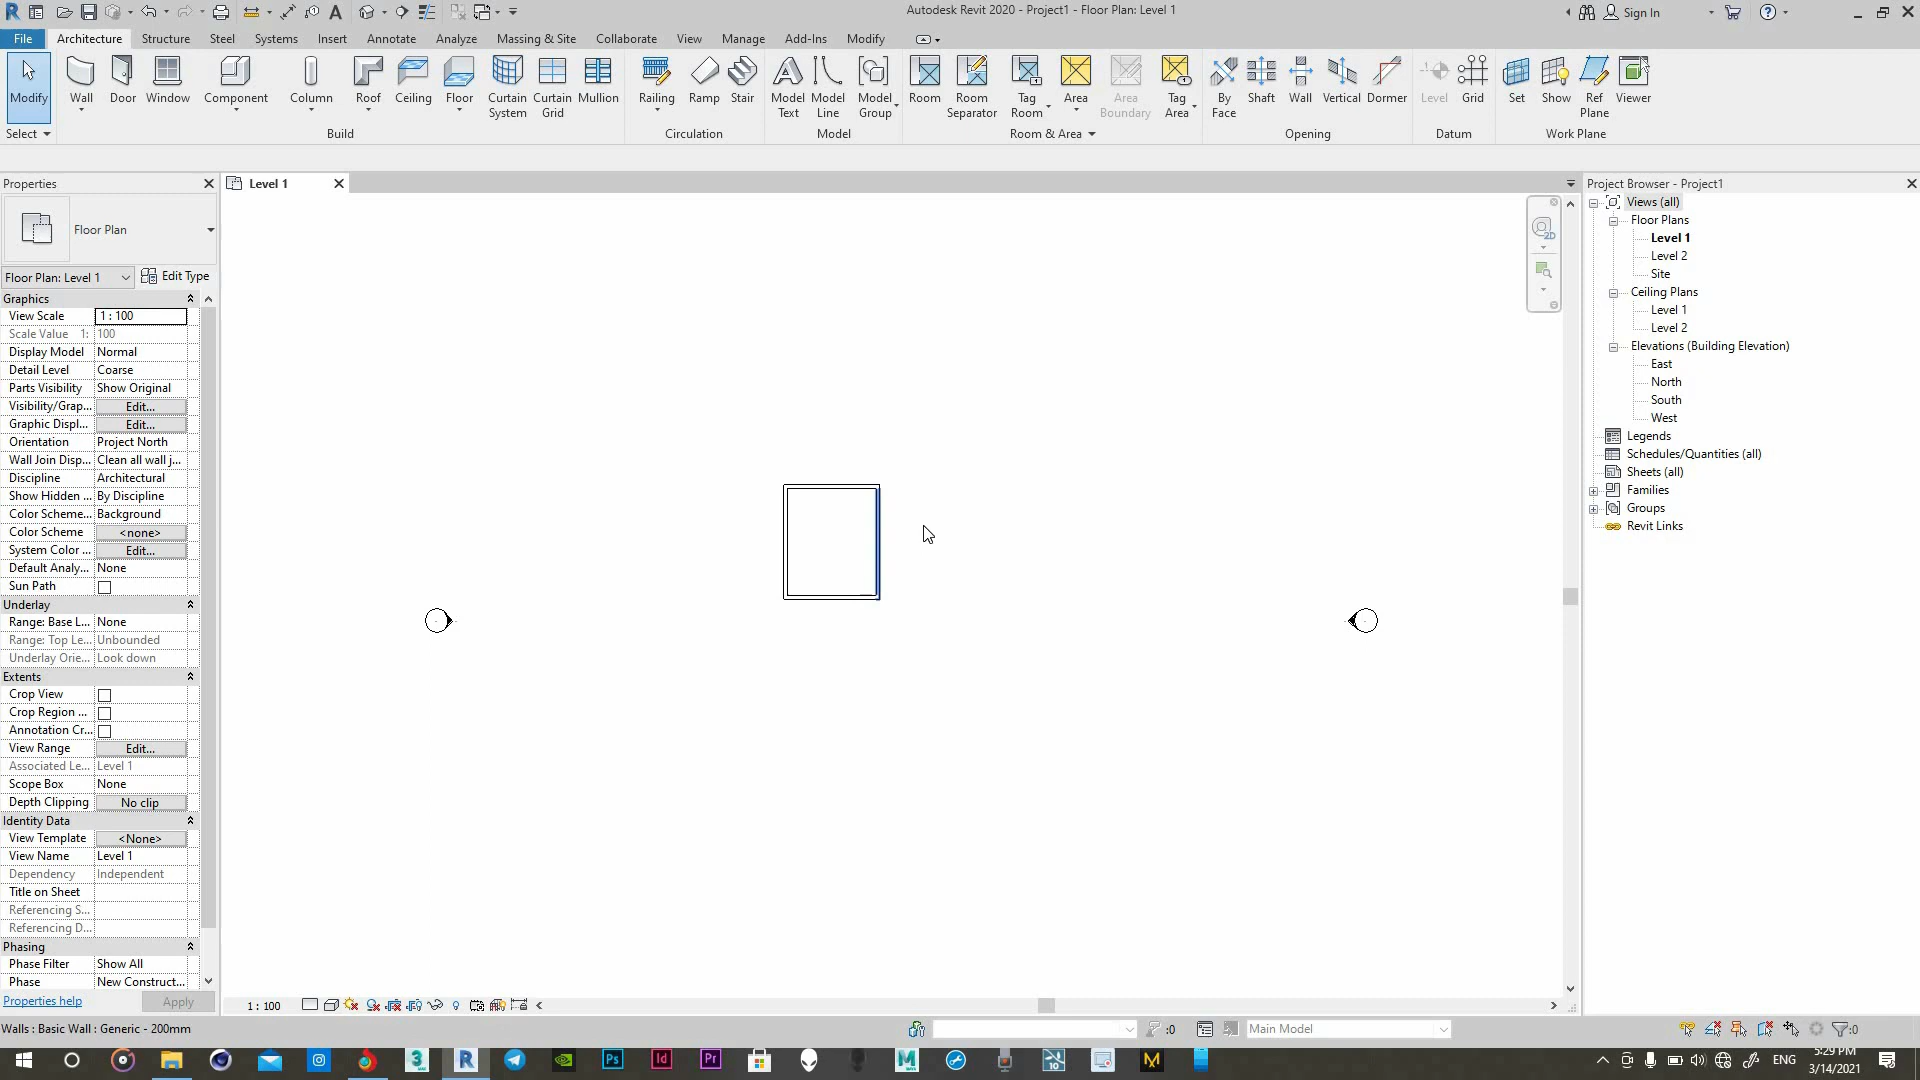 Autodesk Revit 2020 - Project1 - Floor Plan: Level 1
Sign In
File Architecture Structure Steel Systems Insert Annotate Analyze Massing & Site Collaborate View Manage Add-Ins Modify
Modify Wall Door Window Component Column Roof Ceiling Floor Curtain System Curtain Grid Mullion Railing Ramp Stair Model Text Model Line Model Group Room Room Separator Tag Room Area Area Boundary Tag Area By Face Shaft Wall Vertical Dormer Level Grid Set Show Ref Plane Viewer
Select Build Circulation Model Room & Area Opening Datum Work Plane
Properties
Floor Plan
Floor Plan: Level 1 Edit Type
Graphics
View Scale 1 : 100
Scale Value 1: 100
Display Model Normal
Detail Level Coarse
Parts Visibility Show Original
Visibility/Grap... Edit...
Graphic Displ... Edit...
Orientation Project North
Wall Join Disp... Clean all wall j...
Discipline Architectural
Show Hidden ... By Discipline
Color Scheme... Background
Color Scheme <none>
System Color ... Edit...
Default Analy... None
Sun Path
Underlay
Range: Base L... None
Range: Top Le... Unbounded
Underlay Orie... Look down
Extents
Crop View
Crop Region ...
Annotation Cr...
View Range Edit...
Associated Le... Level 1
Scope Box None
Depth Clipping No clip
Identity Data
View Template <None>
View Name Level 1
Dependency Independent
Title on Sheet
Referencing S...
Referencing D...
Phasing
Phase Filter Show All
Phase New Construct...
Properties help Apply
Level 1
2D
1 : 100
Project Browser - Project1
Views (all)
Floor Plans
Level 1
Level 2
Site
Ceiling Plans
Level 1
Level 2
Elevations (Building Elevation)
East
North
South
West
Legends
Schedules/Quantities (all)
Sheets (all)
Families
Groups
Revit Links
Walls : Basic Wall : Generic - 200mm
:0
Main Model
:0
Ps Id Pr
ENG
5:29 PM
3/14/2021